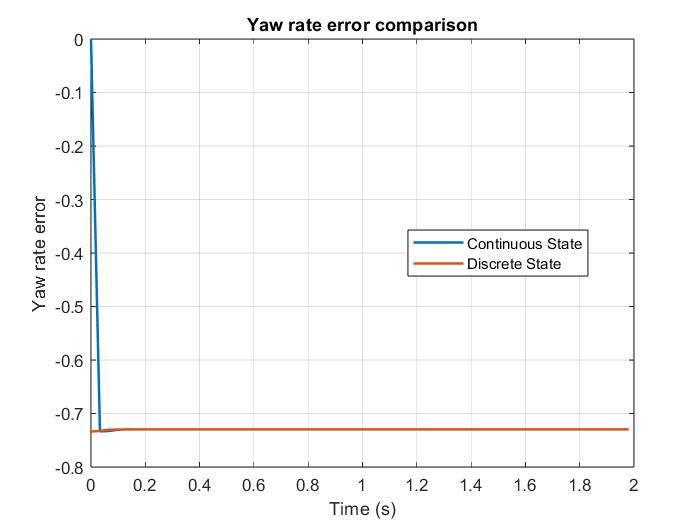 Yaw rate error comparison
0
-0.1
-0.2
-0.3
-0.4
-0.5
-0.6
-0.7
-0.8
Yaw rate error
Continuous State
Discrete State
0 0.2 0.4 0.6 0.8 1 1.2 1.4 1.6 1.8 2
Time (s)